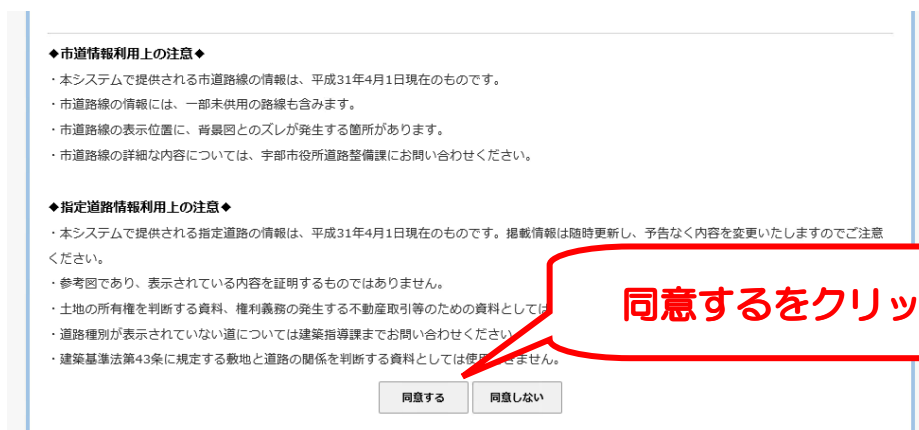 ◆市道情報利用上の注意◆
・本システムで提供される市道路線の情報は、平成31年4月1日現在のものです。
・市道路線の情報には、一部未供用の路線も含みます。
・市道路線の表示位置に、背景図とのズレが発生する箇所があります。
・市道路線の詳細な内容については、宇部市役所道路整備課にお問い合わせください。
◆指定道路情報利用上の注意◆
・本システムで提供される指定道路の情報は、平成31年4月1日現在のものです。掲載情報は随時更新し、予告なく内容を変更いたしますのでご注意
ください。
・参考図であり、表示されている内容を証明するものではありません。
・土地の所有権を判断する資料、権利義務の発生する不動産取引等のための資料としては
同意するをクリッ
・道路種別が表示されていない道については建築指導課までお問い合わせください
・建築基準法第43条に規定する敷地と道路の関係を判断する資料としては使用 きません。
同意する 同意しない